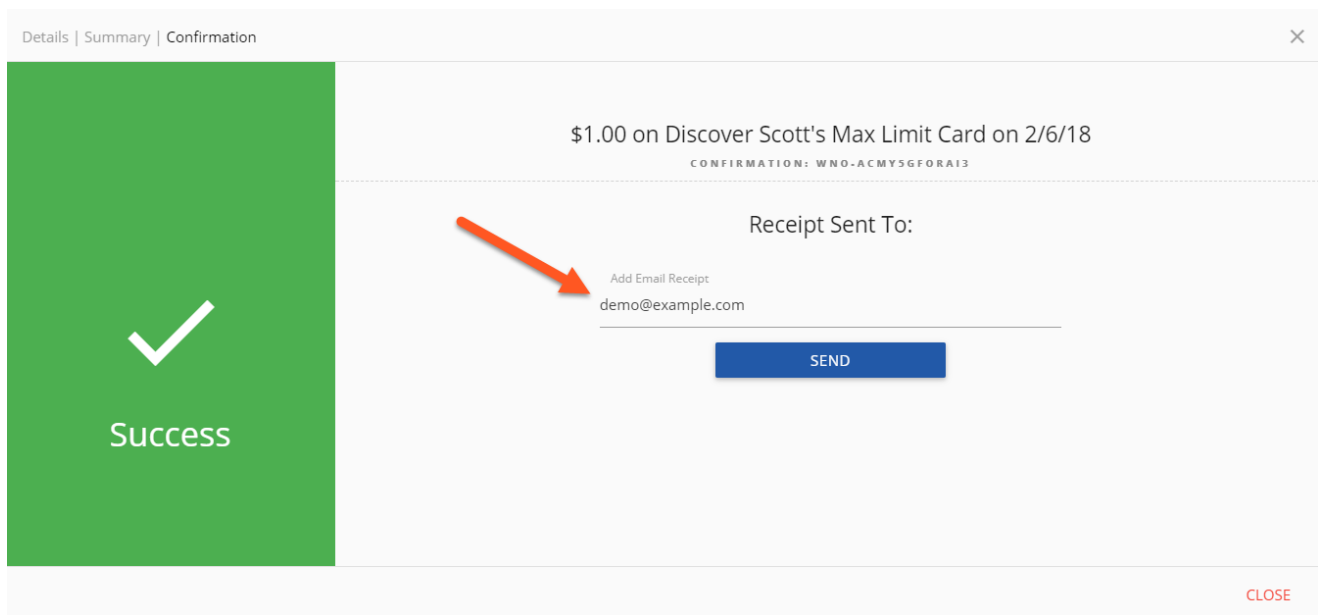 Details | Summary | Confirmation
$1.00 on Discover Scott's Max Limit Card on 2/6/18
CONFIRMATION: WNO-ACMY5GFORAI3
Receipt Sent To:
Add Email Receipt
demo@example.com
SEND
Success
CLOSE